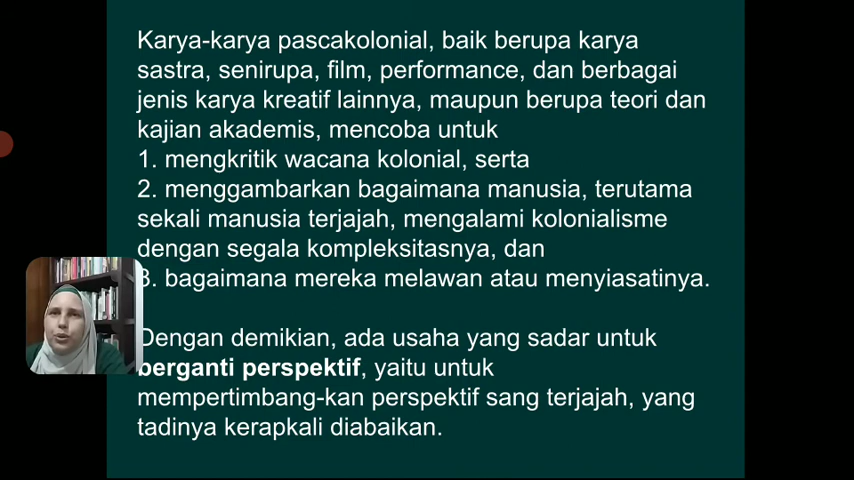 Karya-karya pascakolonial, baik berupa karya
sastra, senirupa, film, performance, dan berbagai
jenis karya kreatif lainnya, maupun berupa teori dan
kajian akademis, mencoba untuk
1. mengkritik wacana kolonial, serta
2. menggambarkan bagaimana manusia, terutama
sekali manusia terjajah, mengalami kolonialisme
dengan segala kompleksitasnya, dan
3. bagaimana mereka melawan atau menyiasatinya.
Dengan demikian, ada usaha yang sadar untuk
berganti perspektif, yaitu untuk
mempertimbang-kan perspektif sang terjajah, yang
tadinya kerapkali diabaikan.